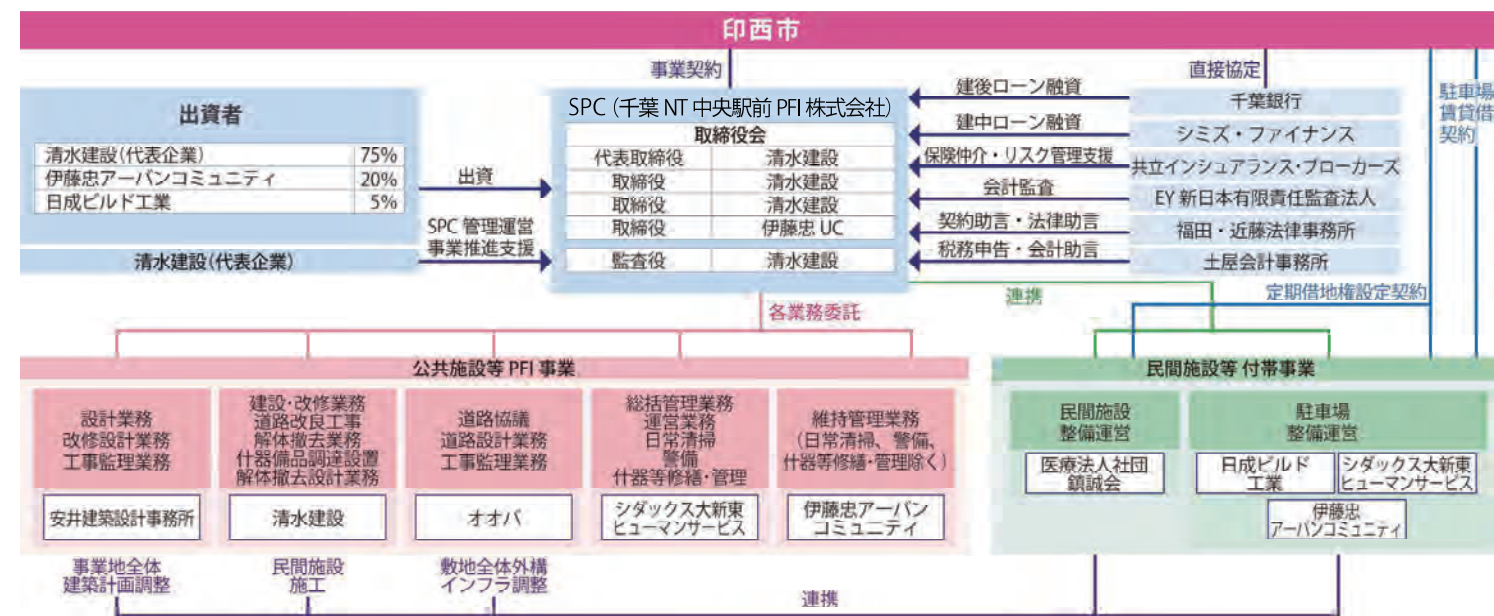 印西市
事業契約
直接協定
駐車場
賃貸借
契約
出資者
清水建設(代表企業) 75%
伊藤忠アーバンコミュニティ 20%
日成ビルド工業 5%
清水建設(代表企業)
出資
SPC 管理運営
事業推進支援
SPC（千葉 NT 中央駅前 PFI 株式会社）
取締役会
代表取締役 清水建設
取締役 清水建設
取締役 清水建設
取締役 伊藤忠 UC
監査役 清水建設
建後ローン融資
千葉銀行
建中ローン融資
シミズ・ファイナンス
保険仲介・リスク管理支援
共立インシュアランス・ブローカーズ
会計監査
EY 新日本有限責任監査法人
契約助言・法律助言
福田・近藤法律事務所
税務申告・会計助言
土屋会計事務所
各業務委託
連携
定期借地権設定契約
公共施設等 PFI 事業
設計業務
改修設計業務
工事監理業務
安井建築設計事務所
建設・改修業務
道路改良工事
解体撤去業務
什器備品調達設置
解体撤去設計業務
清水建設
道路協議
道路設計業務
工事監理業務
オオバ
総括管理業務
運営業務
日常清掃
警備
什器等修繕・管理
シダックス大新東
ヒューマンサービス
維持管理業務
（日常清掃、警備、
什器等修繕・管理除く）
伊藤忠アーバン
コミュニティ
民間施設等 付帯事業
民間施設
整備運営
医療法人社団
鎮誠会
駐車場
整備運営
日成ビルド
工業
シダックス大新東
ヒューマンサービス
伊藤忠
アーバンコミュニティ
事業地全体
建築計画調整
民間施設
施工
敷地全体外構
インフラ調整
連携